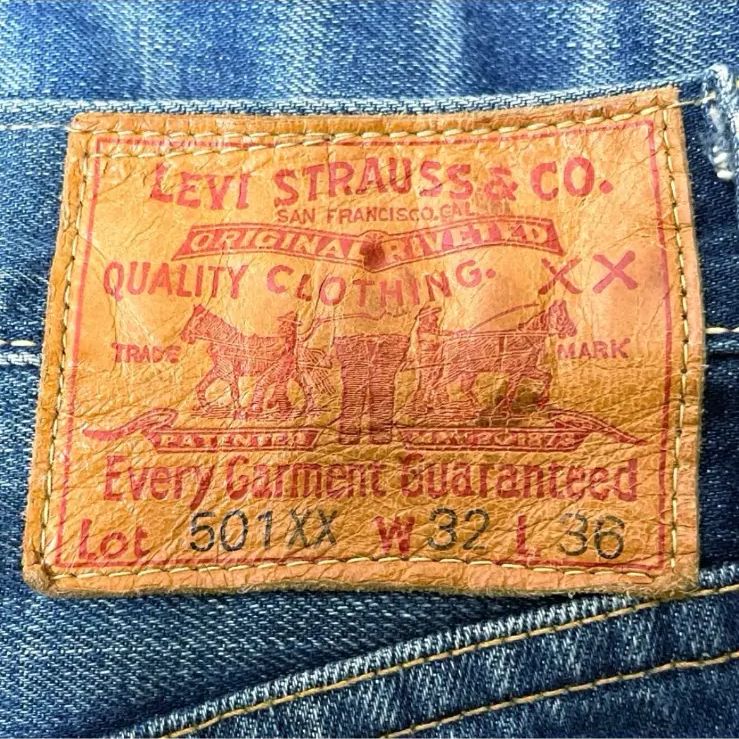 LEVI STRAUSS & CO.
SAN FRANCISCO, CAL.
ORIGINAL RIVETED
QUALITY CLOTHING. XX
TRADE MARK
PATENTED MAY 20 1873
Every Garment Guaranteed
Lot 501XX W 32 L 36